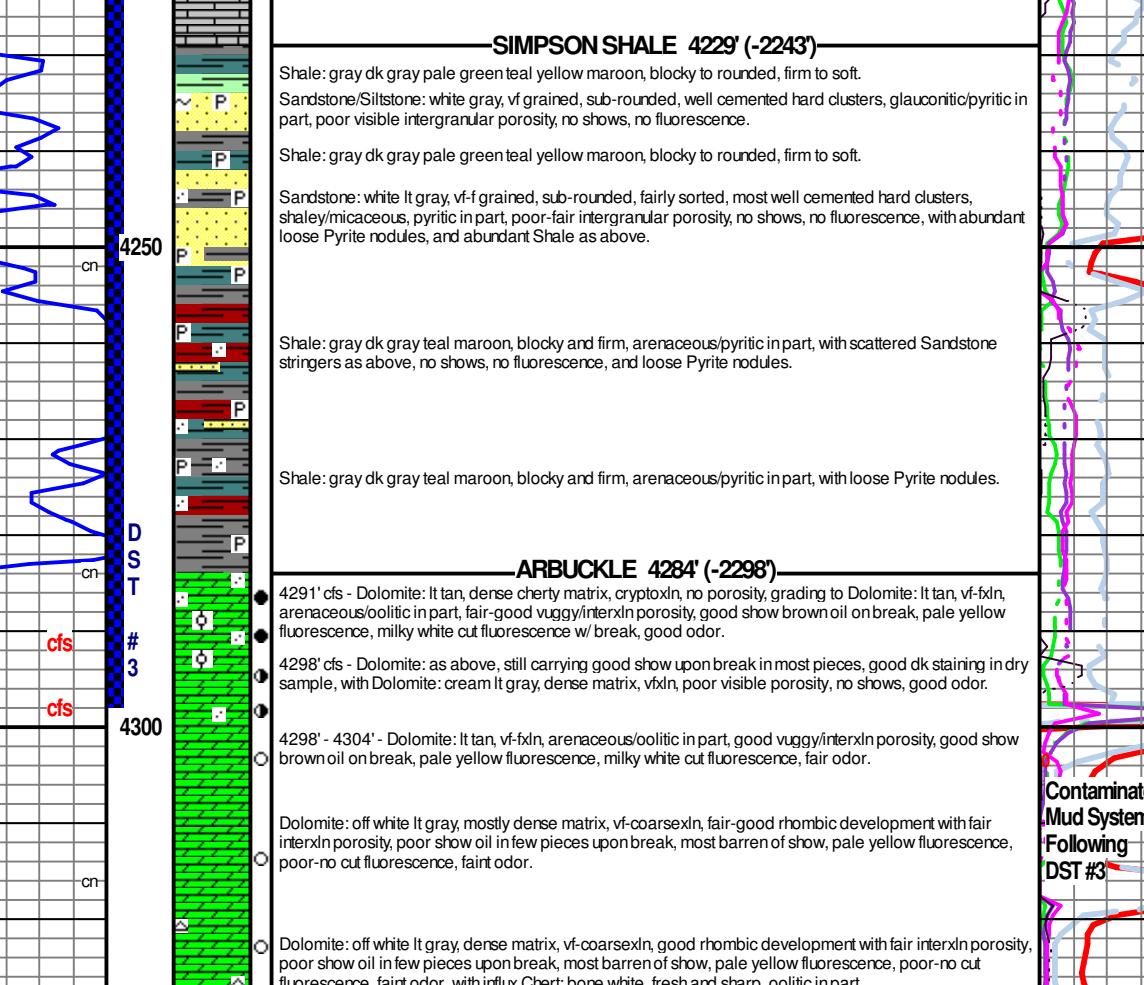 SIMPSON SHALE 4229' (-2243')
Shale: gray dk gray pale green teal yellow maroon, blocky to rounded, firm to soft.
Sandstone/Siltstone: white gray, vf grained, sub-rounded, well cemented hard clusters, glauconitic/pyritic in
part, poor visible intergranular porosity, no shows, no fluorescence.
Shale: gray dk gray pale green teal yellow maroon, blocky to rounded, firm to soft.
Sandstone: white lt gray, vf-f grained, sub-rounded, fairly sorted, most well cemented hard clusters,
shaley/micaceous, pyritic in part, poor-fair intergranular porosity, no shows, no fluorescence, with abundant
loose Pyrite nodules, and abundant Shale as above.
4250
cn
Shale: gray dk gray teal maroon, blocky and firm, arenaceous/pyritic in part, with scattered Sandstone
stringers as above, no shows, no fluorescence, and loose Pyrite nodules.
Shale: gray dk gray teal maroon, blocky and firm, arenaceous/pyritic in part, with loose Pyrite nodules.
P
P
P
P
P
P
P
P
P
ARBUCKLE 4284' (-2298')
cn
D
S
T
#
3
4291' cfs - Dolomite: lt tan, dense cherty matrix, cryptoxln, no porosity, grading to Dolomite: lt tan, vf-fxln,
arenaceous/oolitic in part, fair-good vuggy/interxln porosity, good show brown oil on break, pale yellow
fluorescence, milky white cut fluorescence w/ break, good odor.
cfs
4298' cfs - Dolomite: as above, still carrying good show upon break in most pieces, good dk staining in dry
sample, with Dolomite: cream lt gray, dense matrix, vfxln, poor visible porosity, no shows, good odor.
cfs
4300
4298' - 4304' - Dolomite: lt tan, vf-fxln, arenaceous/oolitic in part, good vuggy/interxln porosity, good show
brown oil on break, pale yellow fluorescence, milky white cut fluorescence, fair odor.
Contaminat
Mud System
Following
DST #3
Dolomite: off white lt gray, mostly dense matrix, vf-coarsexln, fair-good rhombic development with fair
interxln porosity, poor show oil in few pieces upon break, most barren of show, pale yellow fluorescence,
poor-no cut fluorescence, faint odor.
cn
Dolomite: off white lt gray, dense matrix, vf-coarsexln, good rhombic development with fair interxln porosity,
poor show oil in few pieces upon break, most barren of show, pale yellow fluorescence, poor-no cut
fluorescence, faint odor, with influx Chert: bone white, fresh and sharp, oolitic in part.